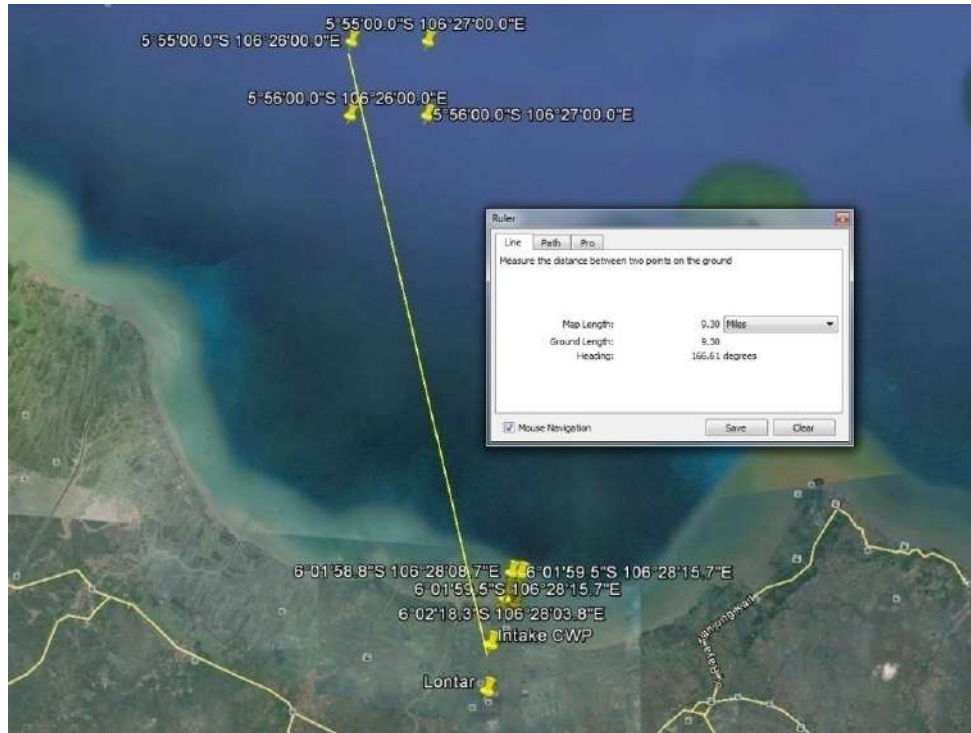 5°55'00.0"S 106°27'00.0"E
5°55'00.0"S 106°26'00.0"E
5°56'00.0"S 106°26'00.0"E
5°56'00.0"S 106°27'00.0"E
Ruler
Line Path Pro
Measure the distance between two points on the ground
Map Length: 9.30 Miles
Ground Length: 9.30
Heading: 166.61 degrees
Mouse Navigation Save Clear
6°01'58.8"S 106°28'08.7"E
6°01'59.5"S 106°28'15.7"E
6°01'59.5"S 106°28'15.7"E
6°02'18.3"S 106°28'03.8"E
Intake CWP
Lontar